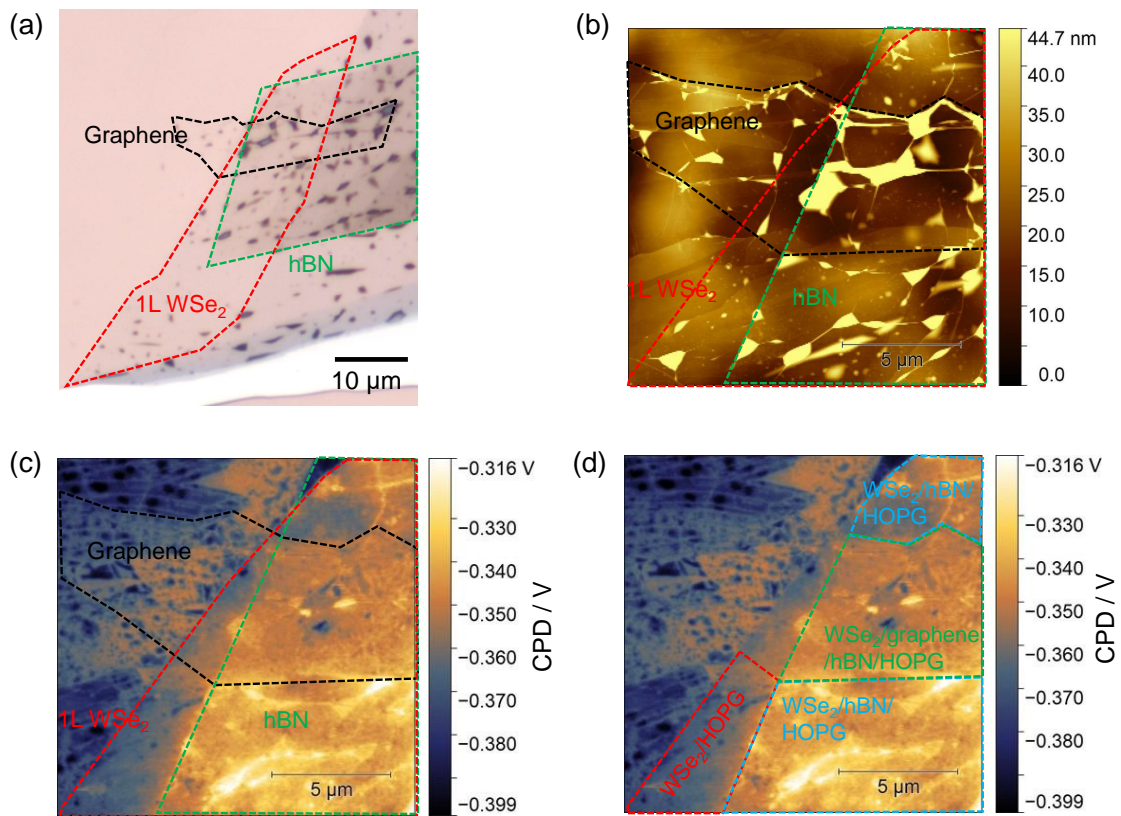 (a)
Graphene
hBN
1L WSe₂
10 µm
(b)
Graphene
1L WSe₂
hBN
5 µm
44.7 nm
40.0
35.0
30.0
25.0
20.0
15.0
10.0
0.0
(c)
Graphene
1L WSe₂
hBN
5 µm
−0.316 V
−0.330
−0.340
−0.350
−0.360
−0.370
−0.380
−0.399
CPD / V
(d)
WSe₂/hBN/
HOPG
WSe₂/graphene
/hBN/HOPG
WSe₂/hBN/
HOPG
WSe₂/HOPG
5 µm
−0.316 V
−0.330
−0.340
−0.350
−0.360
−0.370
−0.380
−0.399
CPD / V